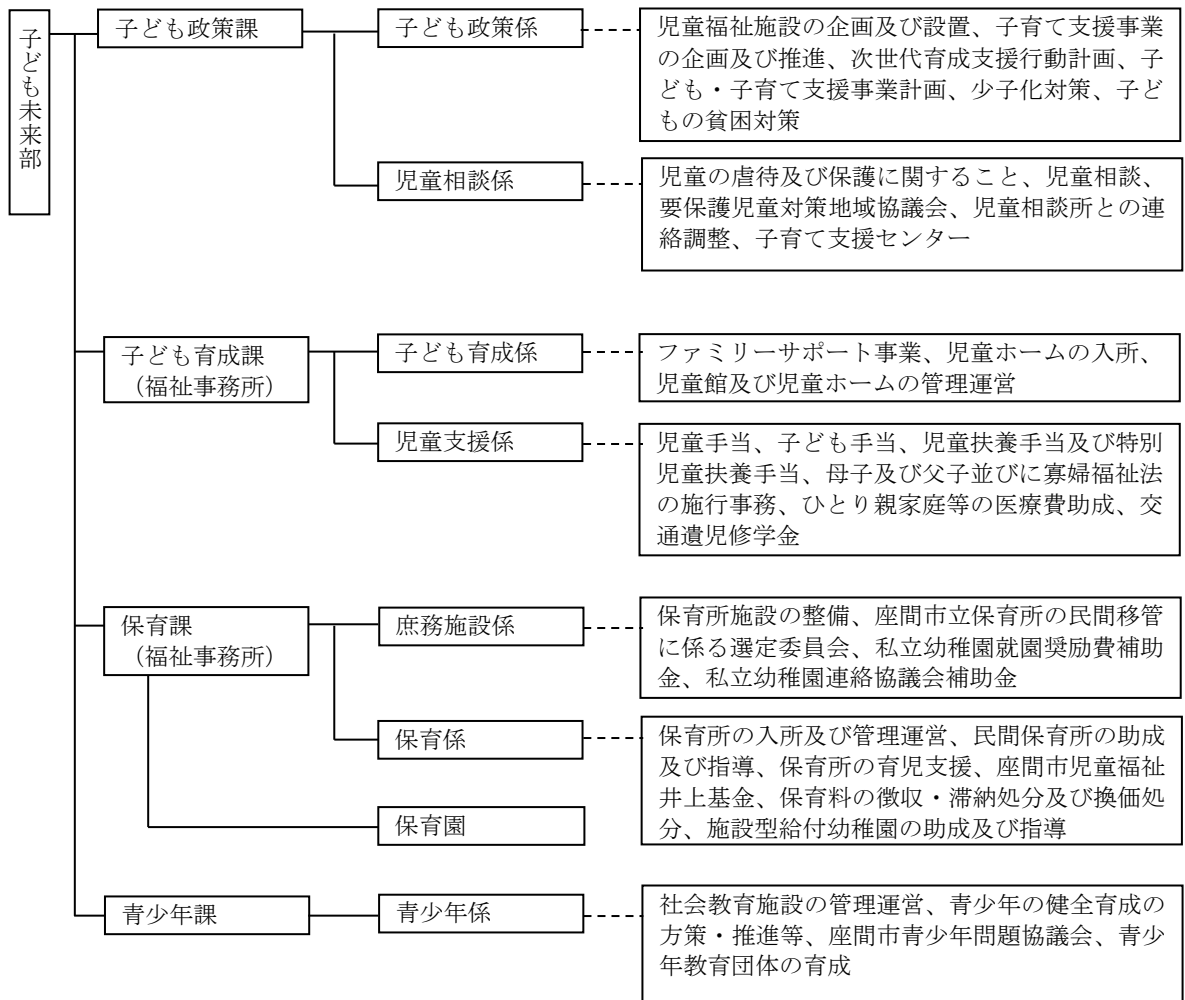 子ども未来部
子ども政策課
子ども政策係
児童福祉施設の企画及び設置、子育て支援事業
の企画及び推進、次世代育成支援行動計画、子
ども・子育て支援事業計画、少子化対策、子ど
もの貧困対策
児童相談係
児童の虐待及び保護に関すること、児童相談、
要保護児童対策地域協議会、児童相談所との連
絡調整、子育て支援センター
子ども育成課
（福祉事務所）
子ども育成係
ファミリーサポート事業、児童ホームの入所、
児童館及び児童ホームの管理運営
児童支援係
児童手当、子ども手当、児童扶養手当及び特別
児童扶養手当、母子及び父子並びに寡婦福祉法
の施行事務、ひとり親家庭等の医療費助成、交
通遺児修学金
保育課
（福祉事務所）
庶務施設係
保育所施設の整備、座間市立保育所の民間移管
に係る選定委員会、私立幼稚園就園奨励費補助
金、私立幼稚園連絡協議会補助金
保育係
保育所の入所及び管理運営、民間保育所の助成
及び指導、保育所の育児支援、座間市児童福祉
井上基金、保育料の徴収・滞納処分及び換価処
分、施設型給付幼稚園の助成及び指導
保育園
青少年課
青少年係
社会教育施設の管理運営、青少年の健全育成の
方策・推進等、座間市青少年問題協議会、青少
年教育団体の育成